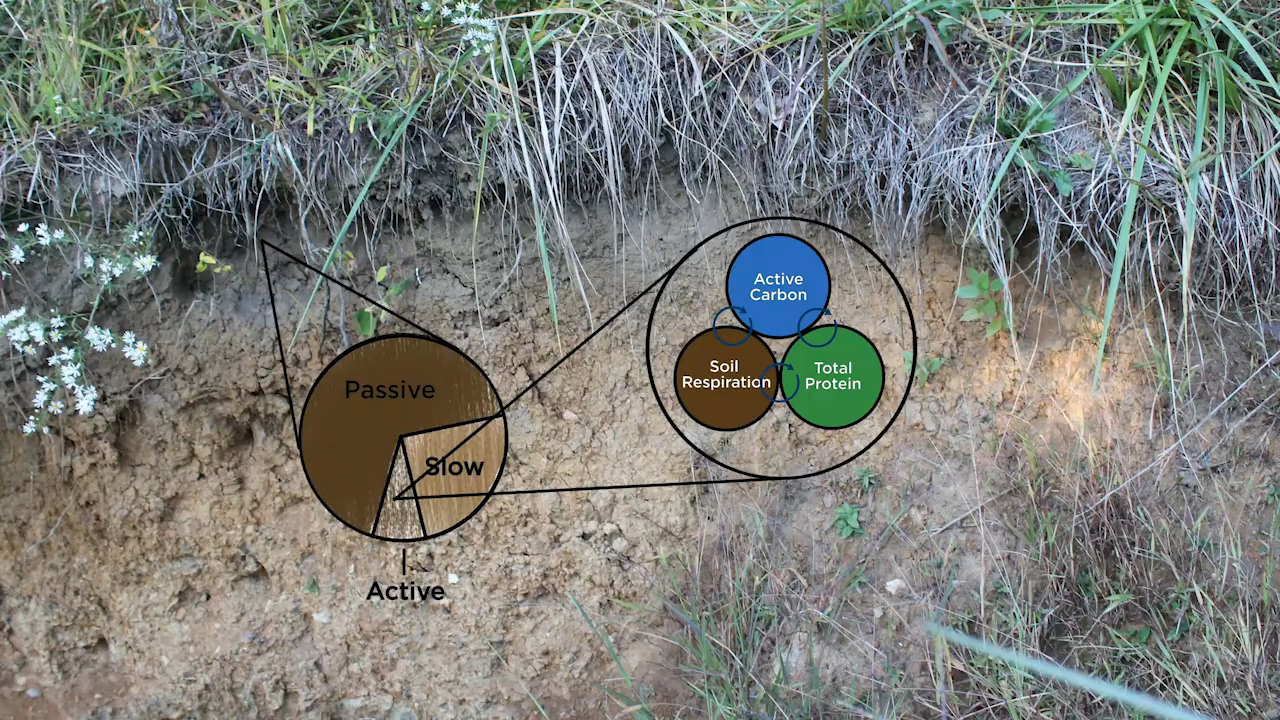 Passive
Slow
Active
Active
Carbon
Soil
Respiration
Total
Protein